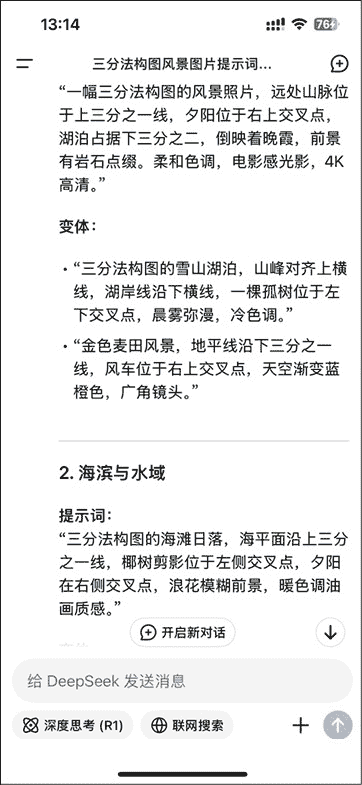 13:14
76
三分法构图风景图片提示词...
“一幅三分法构图的风景照片，远处山脉位
于上三分之一线，夕阳位于右上交叉点，
湖泊占据下三分之二，倒映着晚霞，前景
有岩石点缀。柔和色调，电影感光影，4K
高清。”
变体：
• “三分法构图的雪山湖泊，山峰对齐上横
线，湖岸线沿下横线，一棵孤树位于左
下交叉点，晨雾弥漫，冷色调。”
• “金色麦田风景，地平线沿下三分之一
线，风车位于右上交叉点，天空渐变蓝
橙色，广角镜头。”
2. 海滨与水域
提示词：
“三分法构图的海滩日落，海平面沿上三分
之一线，椰树剪影位于左侧交叉点，夕阳
在右侧交叉点，浪花模糊前景，暖色调油
画质感。”
开启新对话
给 DeepSeek 发送消息
深度思考 (R1)
联网搜索